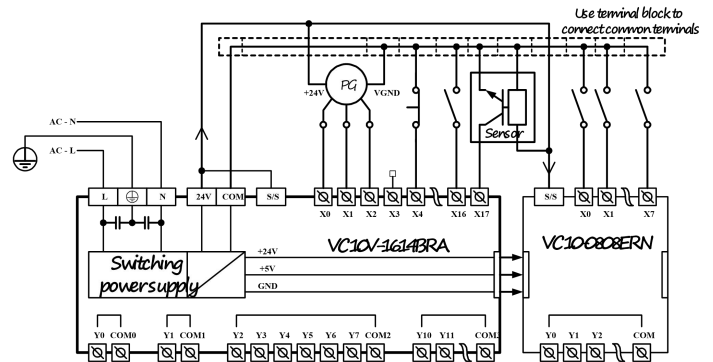 Use terminal block to
connect common terminals
+24V PG VGND
AC - N
AC - L
Sensor
L N 24V COM S/S X0 X1 X2 X3 X4 X16 X17 S/S X0 X1 X7
VC10V-1614BRA
VC10-0808ERN
Switching
power supply
+24V
+5V
GND
Y0 COM0 Y1 COM1 Y2 Y3 Y4 Y5 Y6 Y7 COM2 Y10 Y11 Y0 Y1 Y2 COM